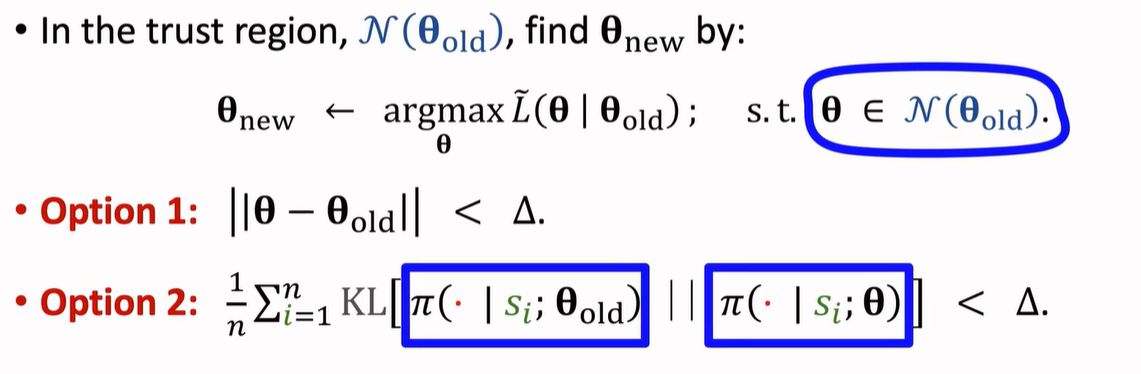 • In the trust region, 𝒩(θ_old), find θ_new by:
θ_new ← argmax_θ L̃(θ | θ_old); s.t. θ ∈ 𝒩(θ_old).
• Option 1: ||θ − θ_old|| < Δ.
• Option 2: 1/n ∑_{i=1}^{n} KL[π(· | s_i; θ_old) || π(· | s_i; θ)] < Δ.